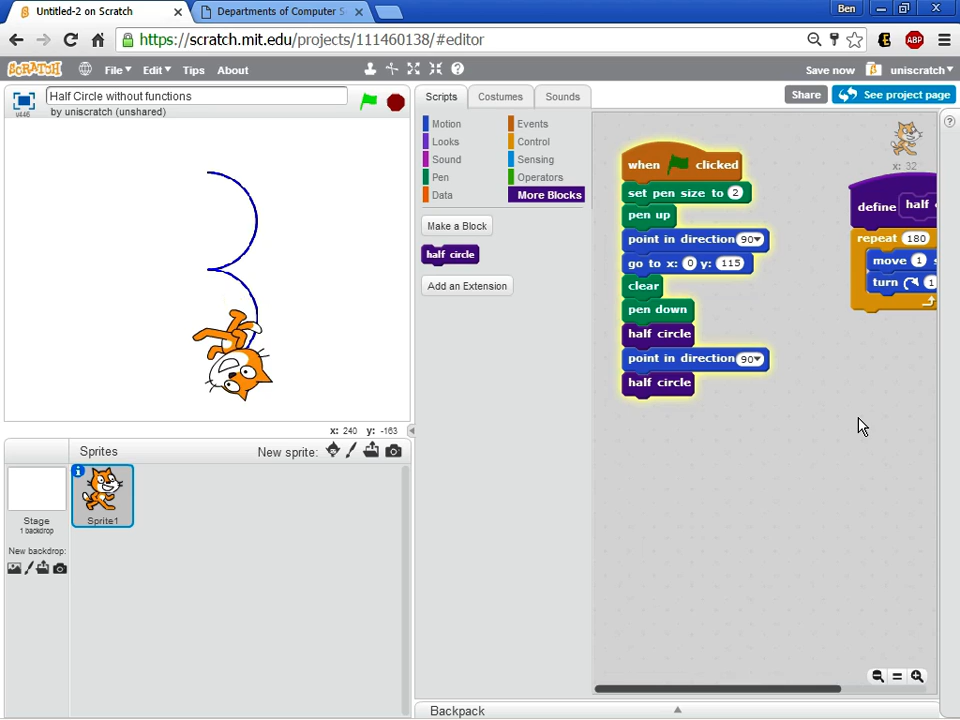 Untitled-2 on Scratch
Departments of Computer S
Ben
https://scratch.mit.edu/projects/111460138/#editor
E
ABP
SCRATCH
File
Edit
Tips
About
Save now
uniscratch
v446
Half Circle without functions
by uniscratch (unshared)
Scripts
Costumes
Sounds
Share
See project page
Motion
Looks
Sound
Pen
Data
Events
Control
Sensing
Operators
More Blocks
Make a Block
half circle
Add an Extension
when clicked
set pen size to 2
pen up
point in direction 90
go to x: 0 y: 115
clear
pen down
half circle
point in direction 90
half circle
x: 32
define half
repeat 180
move 1
turn 1
x: 240 y: -163
Sprites
New sprite:
Stage
1 backdrop
New backdrop:
Sprite1
Backpack